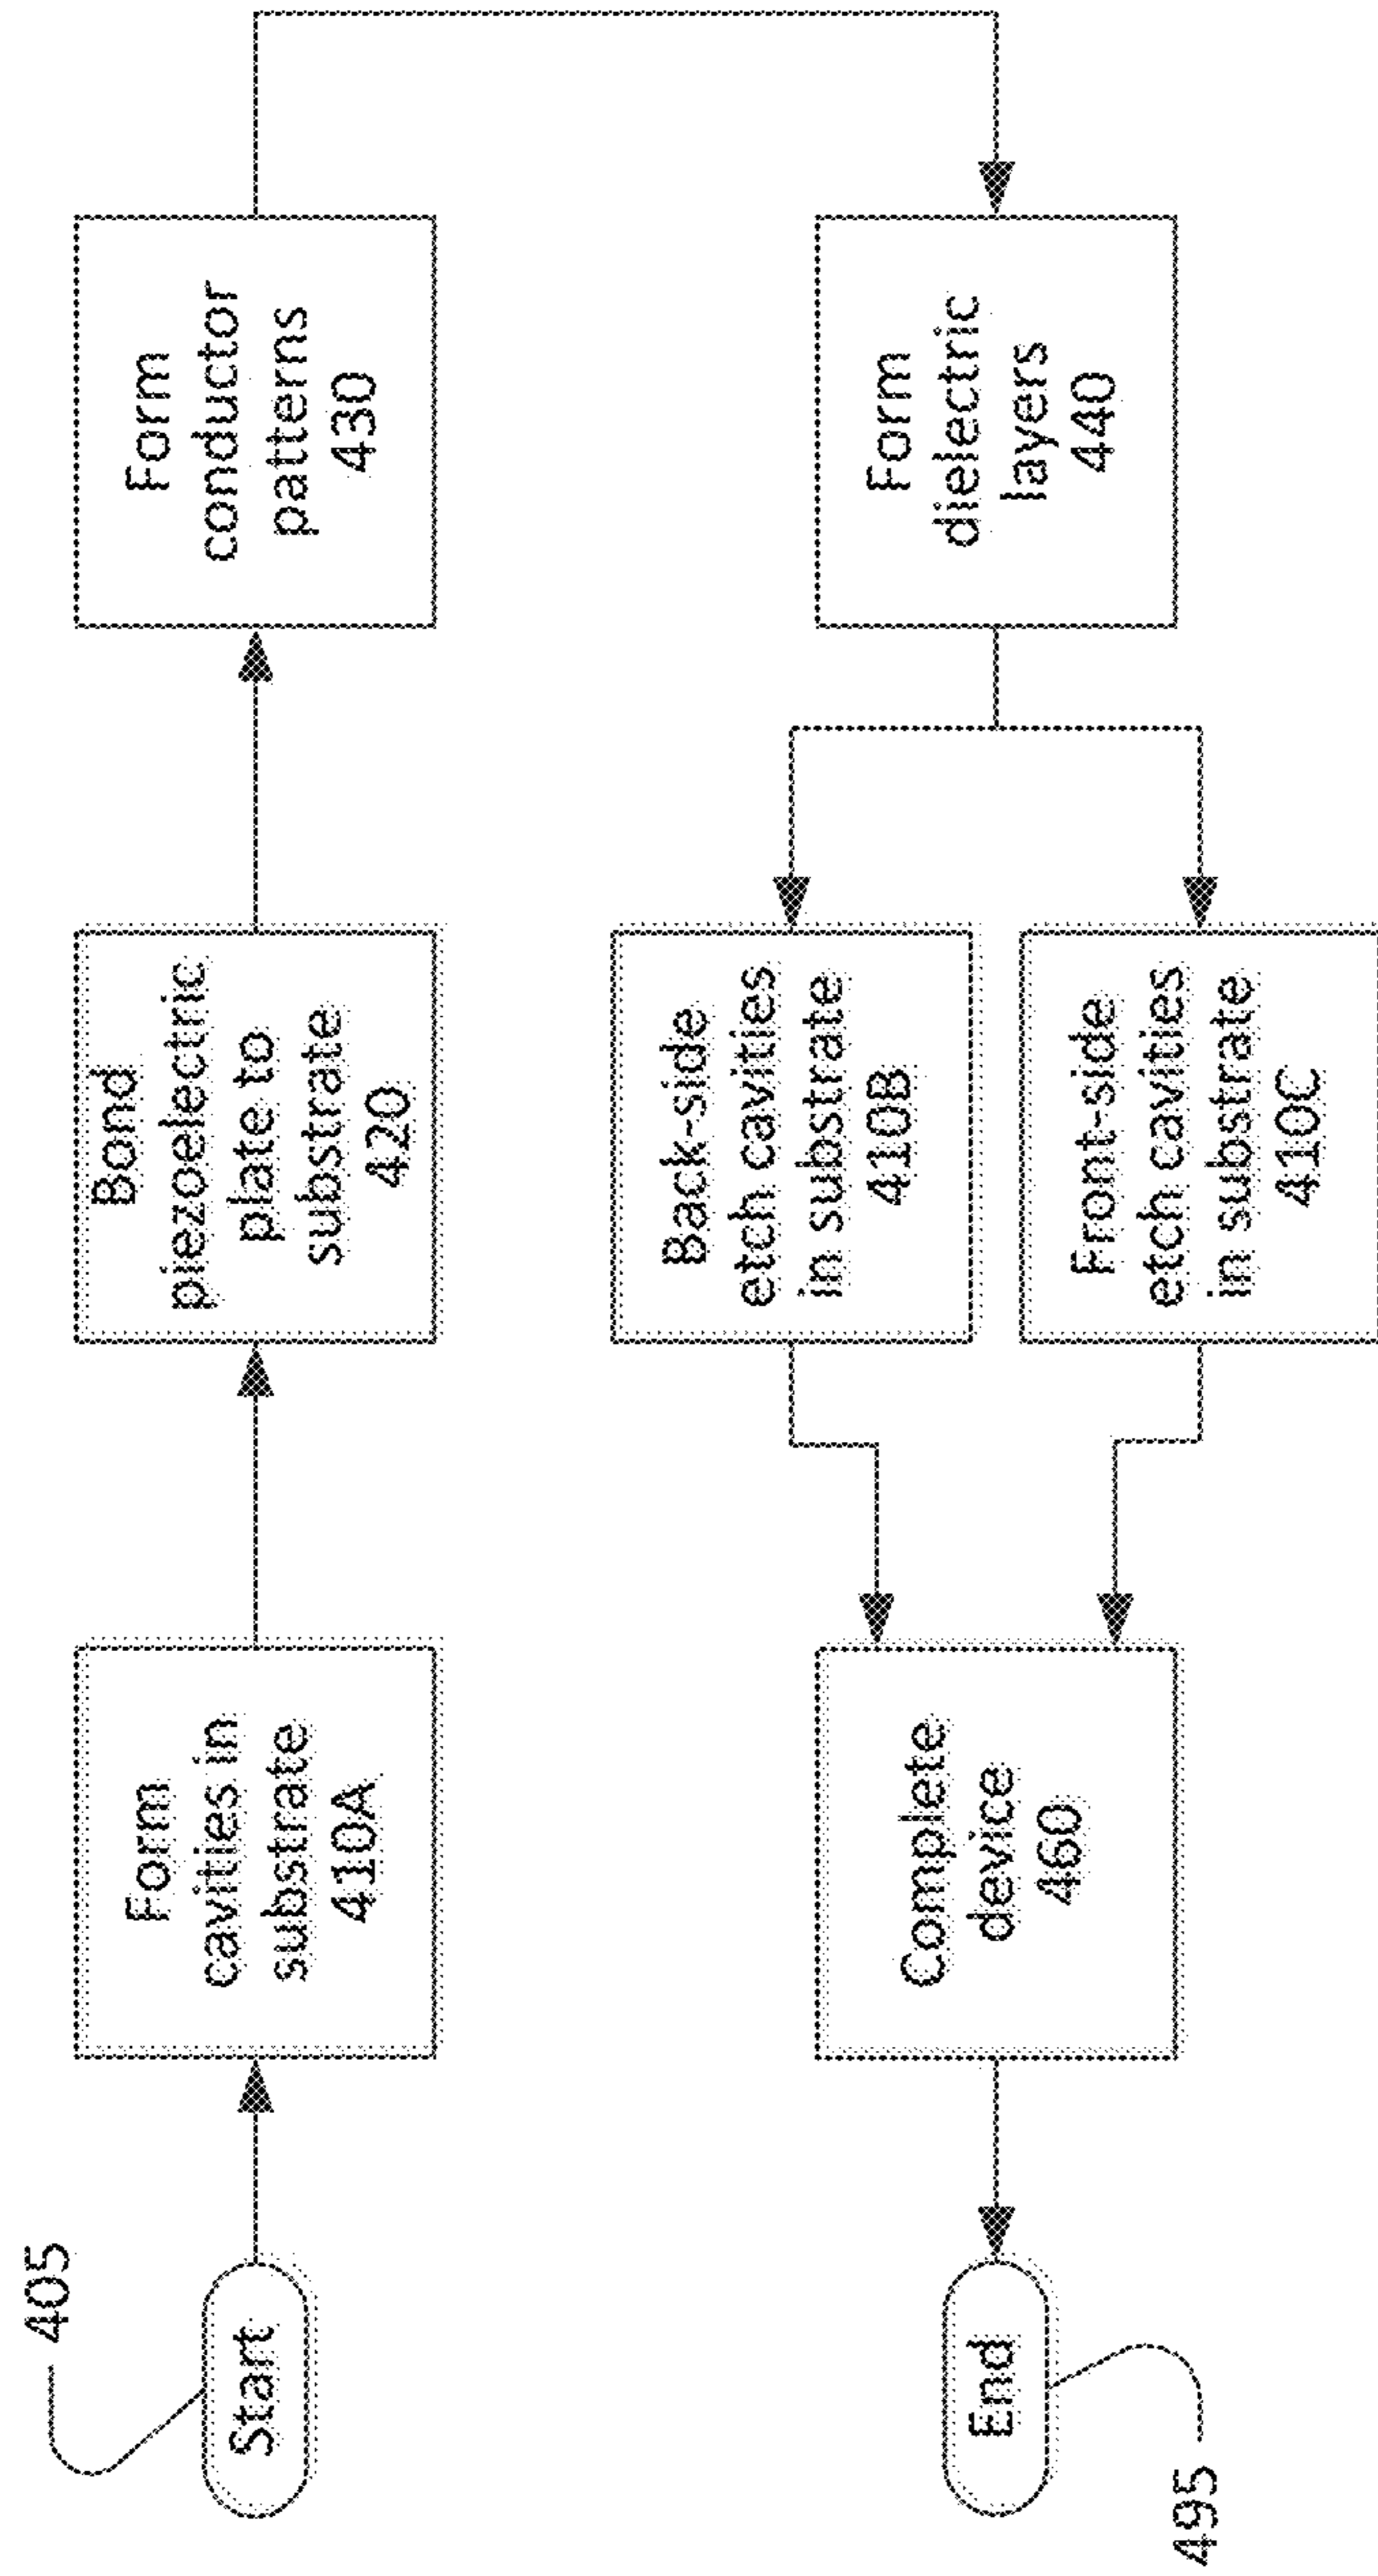 405
Start
Form
cavities in
substrate
410A
Bond
piezoelectric
plate to
substrate
420
Form
conductor
patterns
430
Form
dielectric
layers
440
Back-side
etch cavities
in substrate
410B
Front-side
etch cavities
in substrate
410C
Complete
device
460
End
495